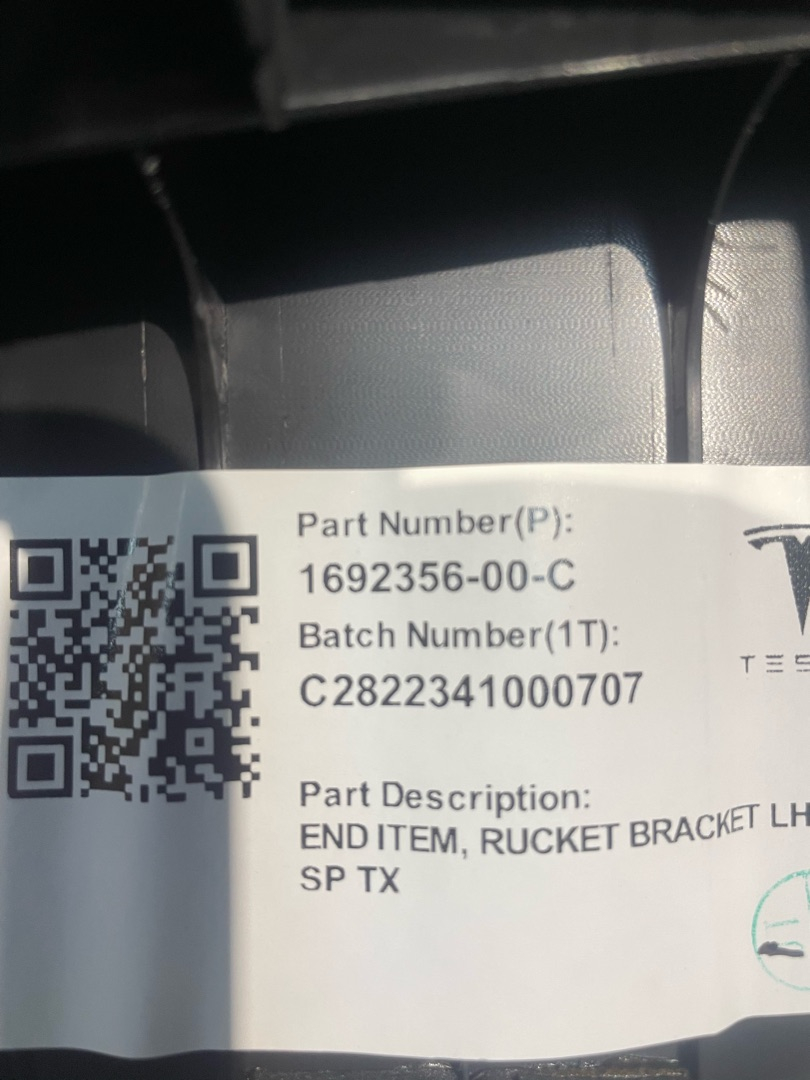 Part Number(P):
1692356-00-C
Batch Number(1T):
C2822341000707
TES
Part Description:
END ITEM, RUCKET BRACKET LH
SP TX